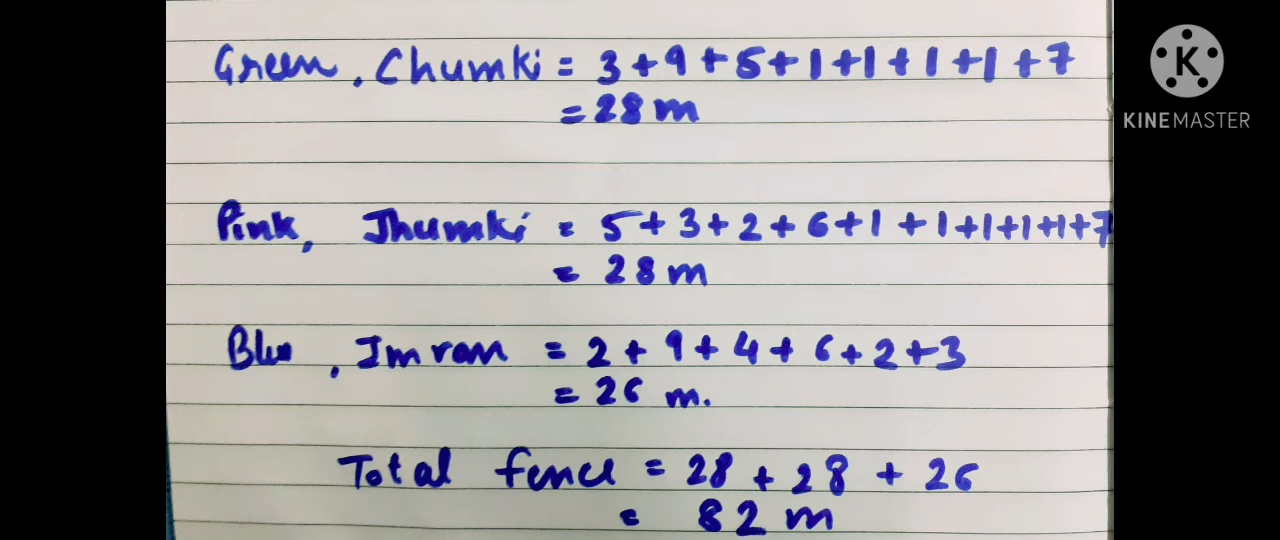 Green, Chumki = 3+9+5+1+1+1+1+7
= 28 m
Pink, Jhumki = 5+3+2+6+1+1+1+1+1+7
= 28 m
Blue, Imran = 2+9+4+6+2+3
= 26 m.
Total fence = 28 + 28 + 26
= 82 m
K
KINEMASTER